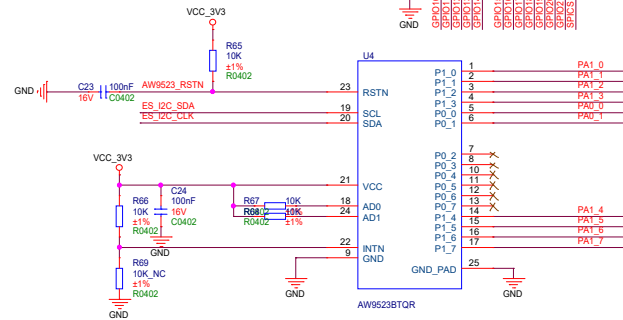 VCC_3V3
GND
R65
10K
±1%
R0402
U4
GND
C23
16V
100nF
C0402
AW9523_RSTN
23
RSTN
ES_I2C_SDA
19
SCL
ES_I2C_CLK
20
SDA
P1_0
1
PA1_0
P1_1
2
PA1_1
P1_2
3
PA1_2
P1_3
4
PA1_3
P0_0
5
PA0_0
P0_1
6
PA0_1
P0_2
7
P0_3
8
P0_4
10
P0_5
11
P0_6
12
P0_7
13
P1_4
14
PA1_4
P1_5
15
PA1_5
P1_6
16
PA1_6
P1_7
17
PA1_7
VCC_3V3
21
VCC
R66
10K
±1%
R0402
C24
100nF
16V
C0402
GND
R67
10K
18
AD0
R68
10K
R0402
±1%
24
AD1
22
INTN
9
GND
R69
10K_NC
±1%
R0402
GND
GND
GND_PAD
25
GND
AW9523BTQR